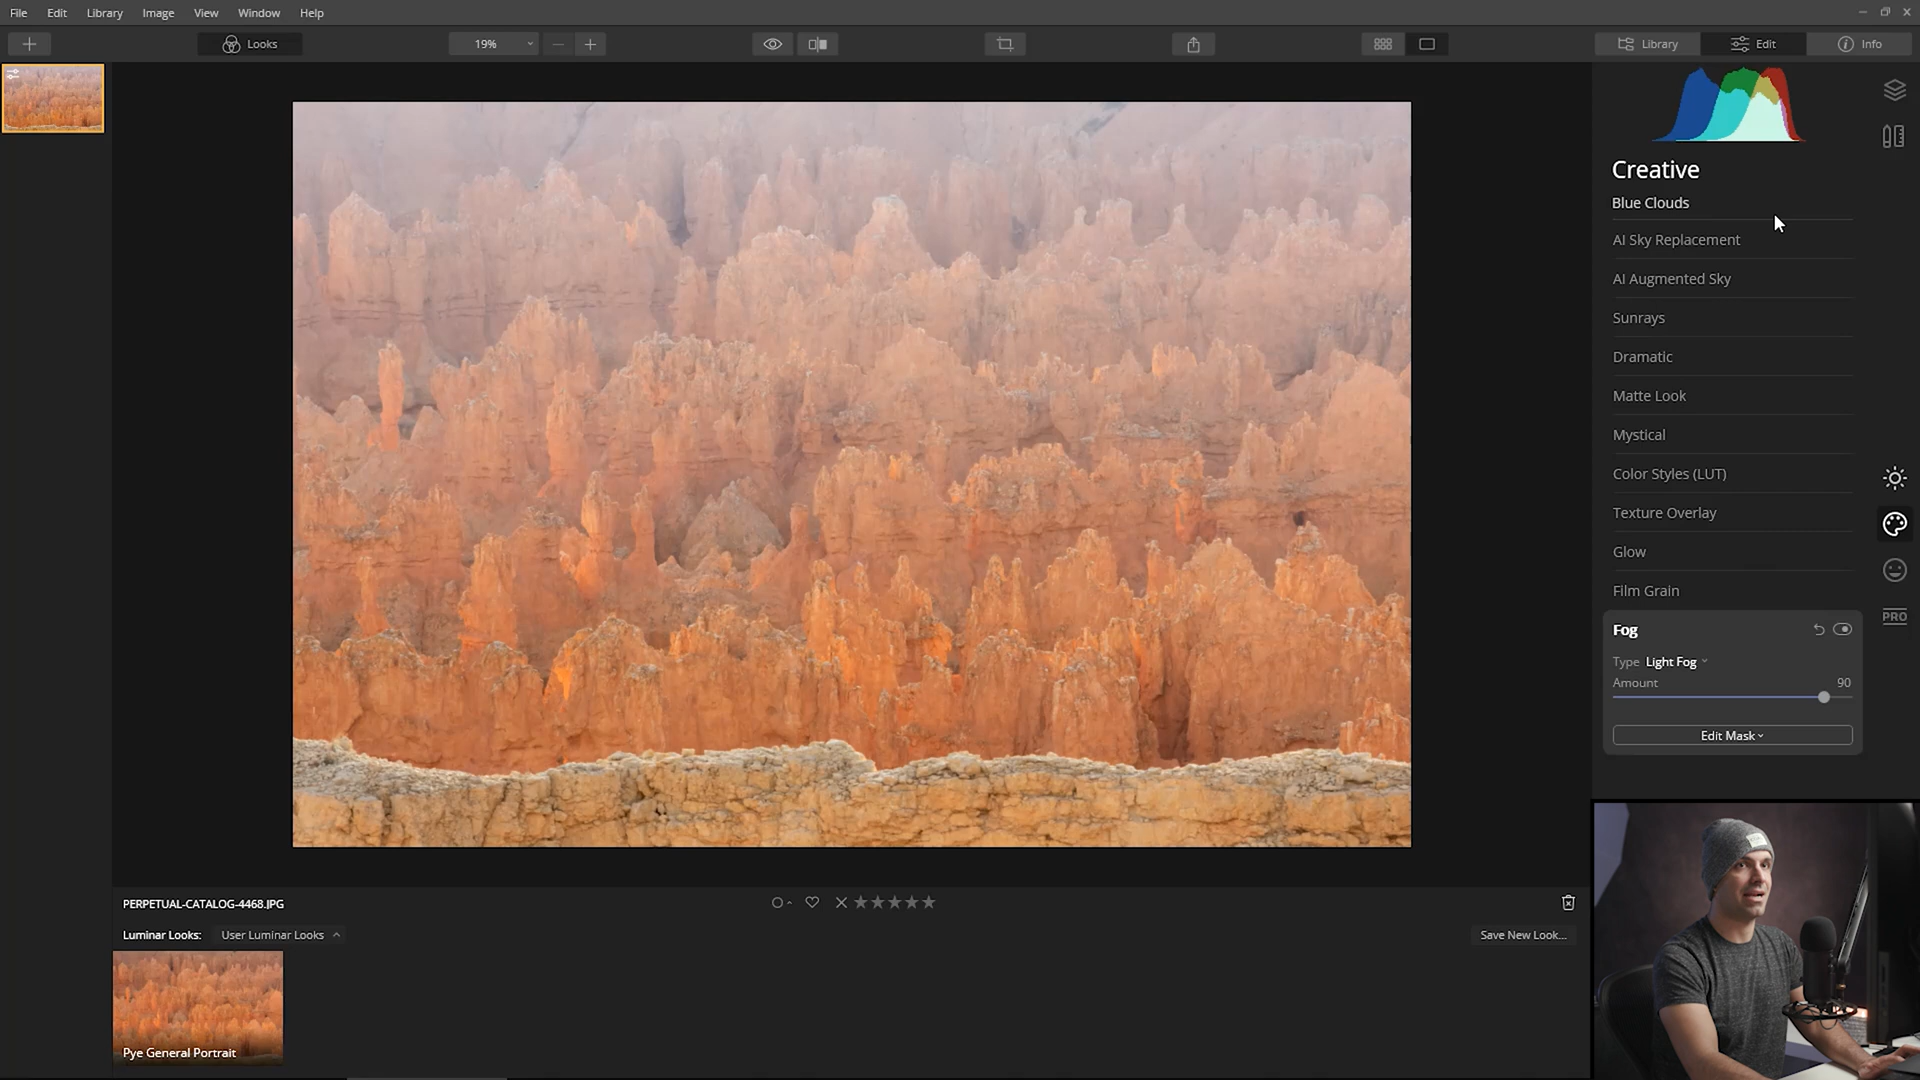 File Edit Library Image View Window Help
Looks 19% Library Edit Info
Creative
Blue Clouds
AI Sky Replacement
AI Augmented Sky
Sunrays
Dramatic
Matte Look
Mystical
Color Styles (LUT)
Texture Overlay
Glow
Film Grain
PRO
Fog
Type Light Fog
Amount 90
Edit Mask
PERPETUAL-CATALOG-4468.JPG
Luminar Looks: User Luminar Looks Save New Look...
Pye General Portrait